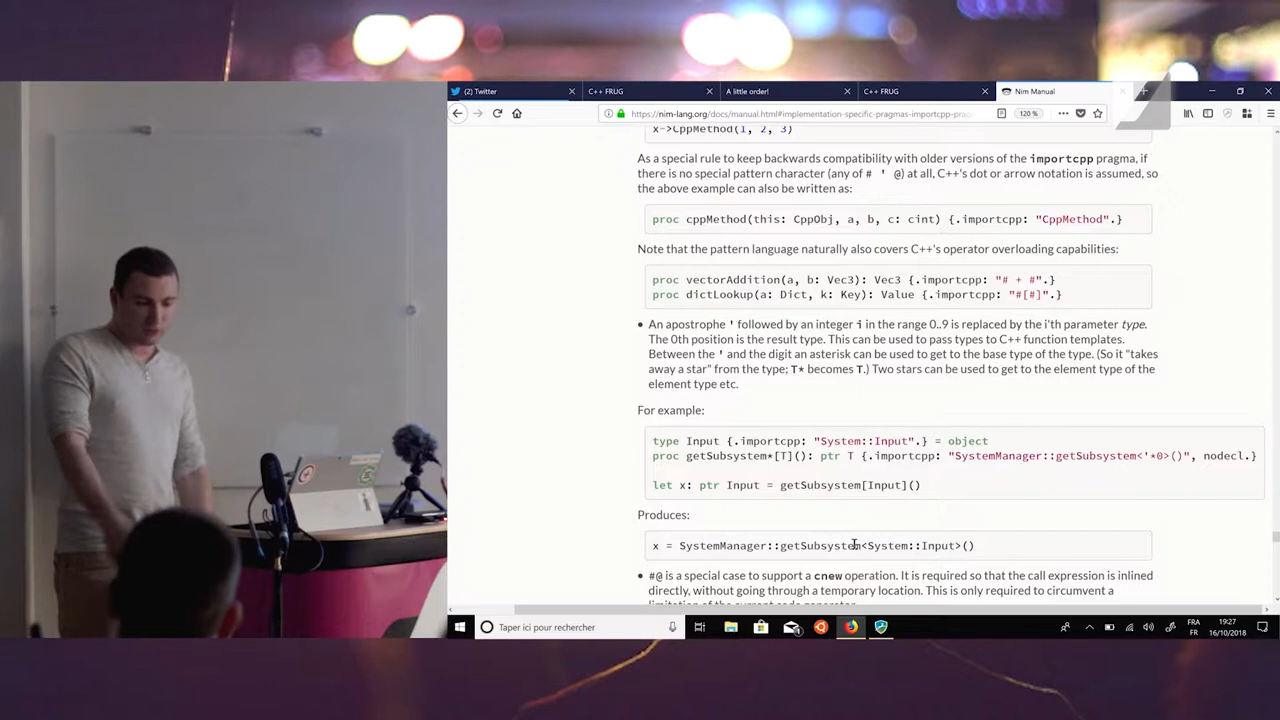 (2) Twitter
C++ FRUG
A little order!
C++ FRUG
Nim Manual
https://nim-lang.org/docs/manual.html#implementation-specific-pragmas-importcpp-prag
120 %
x->CppMethod(1, 2, 3)
As a special rule to keep backwards compatibility with older versions of the importcpp pragma, if
there is no special pattern character (any of # ' @) at all, C++'s dot or arrow notation is assumed, so
the above example can also be written as:
proc cppMethod(this: CppObj, a, b, c: cint) {.importcpp: "CppMethod".}
Note that the pattern language naturally also covers C++'s operator overloading capabilities:
proc vectorAddition(a, b: Vec3): Vec3 {.importcpp: "# + #".}
proc dictLookup(a: Dict, k: Key): Value {.importcpp: "#[#]".}
• An apostrophe ' followed by an integer i in the range 0..9 is replaced by the i'th parameter type.
The 0th position is the result type. This can be used to pass types to C++ function templates.
Between the ' and the digit an asterisk can be used to get to the base type of the type. (So it "takes
away a star" from the type; T* becomes T.) Two stars can be used to get to the element type of the
element type etc.
For example:
type Input {.importcpp: "System::Input".} = object
proc getSubsystem*[T](): ptr T {.importcpp: "SystemManager::getSubsystem<'*0>()", nodecl.}
let x: ptr Input = getSubsystem[Input]()
Produces:
x = SystemManager::getSubsystem<System::Input>()
• #@ is a special case to support a cnew operation. It is required so that the call expression is inlined
directly, without going through a temporary location. This is only required to circumvent a
limitation of the current code generator.
Taper ici pour rechercher
FRA
FR
19:27
16/10/2018